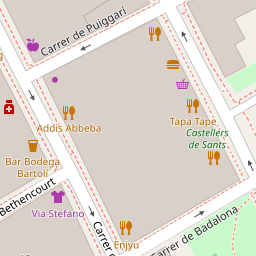 Carrer de Puiggarí
Addis Abbeba
Tapa Tape
Castellers
de Sants
Bar Bodega
Bartolí
Bethencourt
Via Stefano
Carrer
Enjyu
Carrer de Badalona